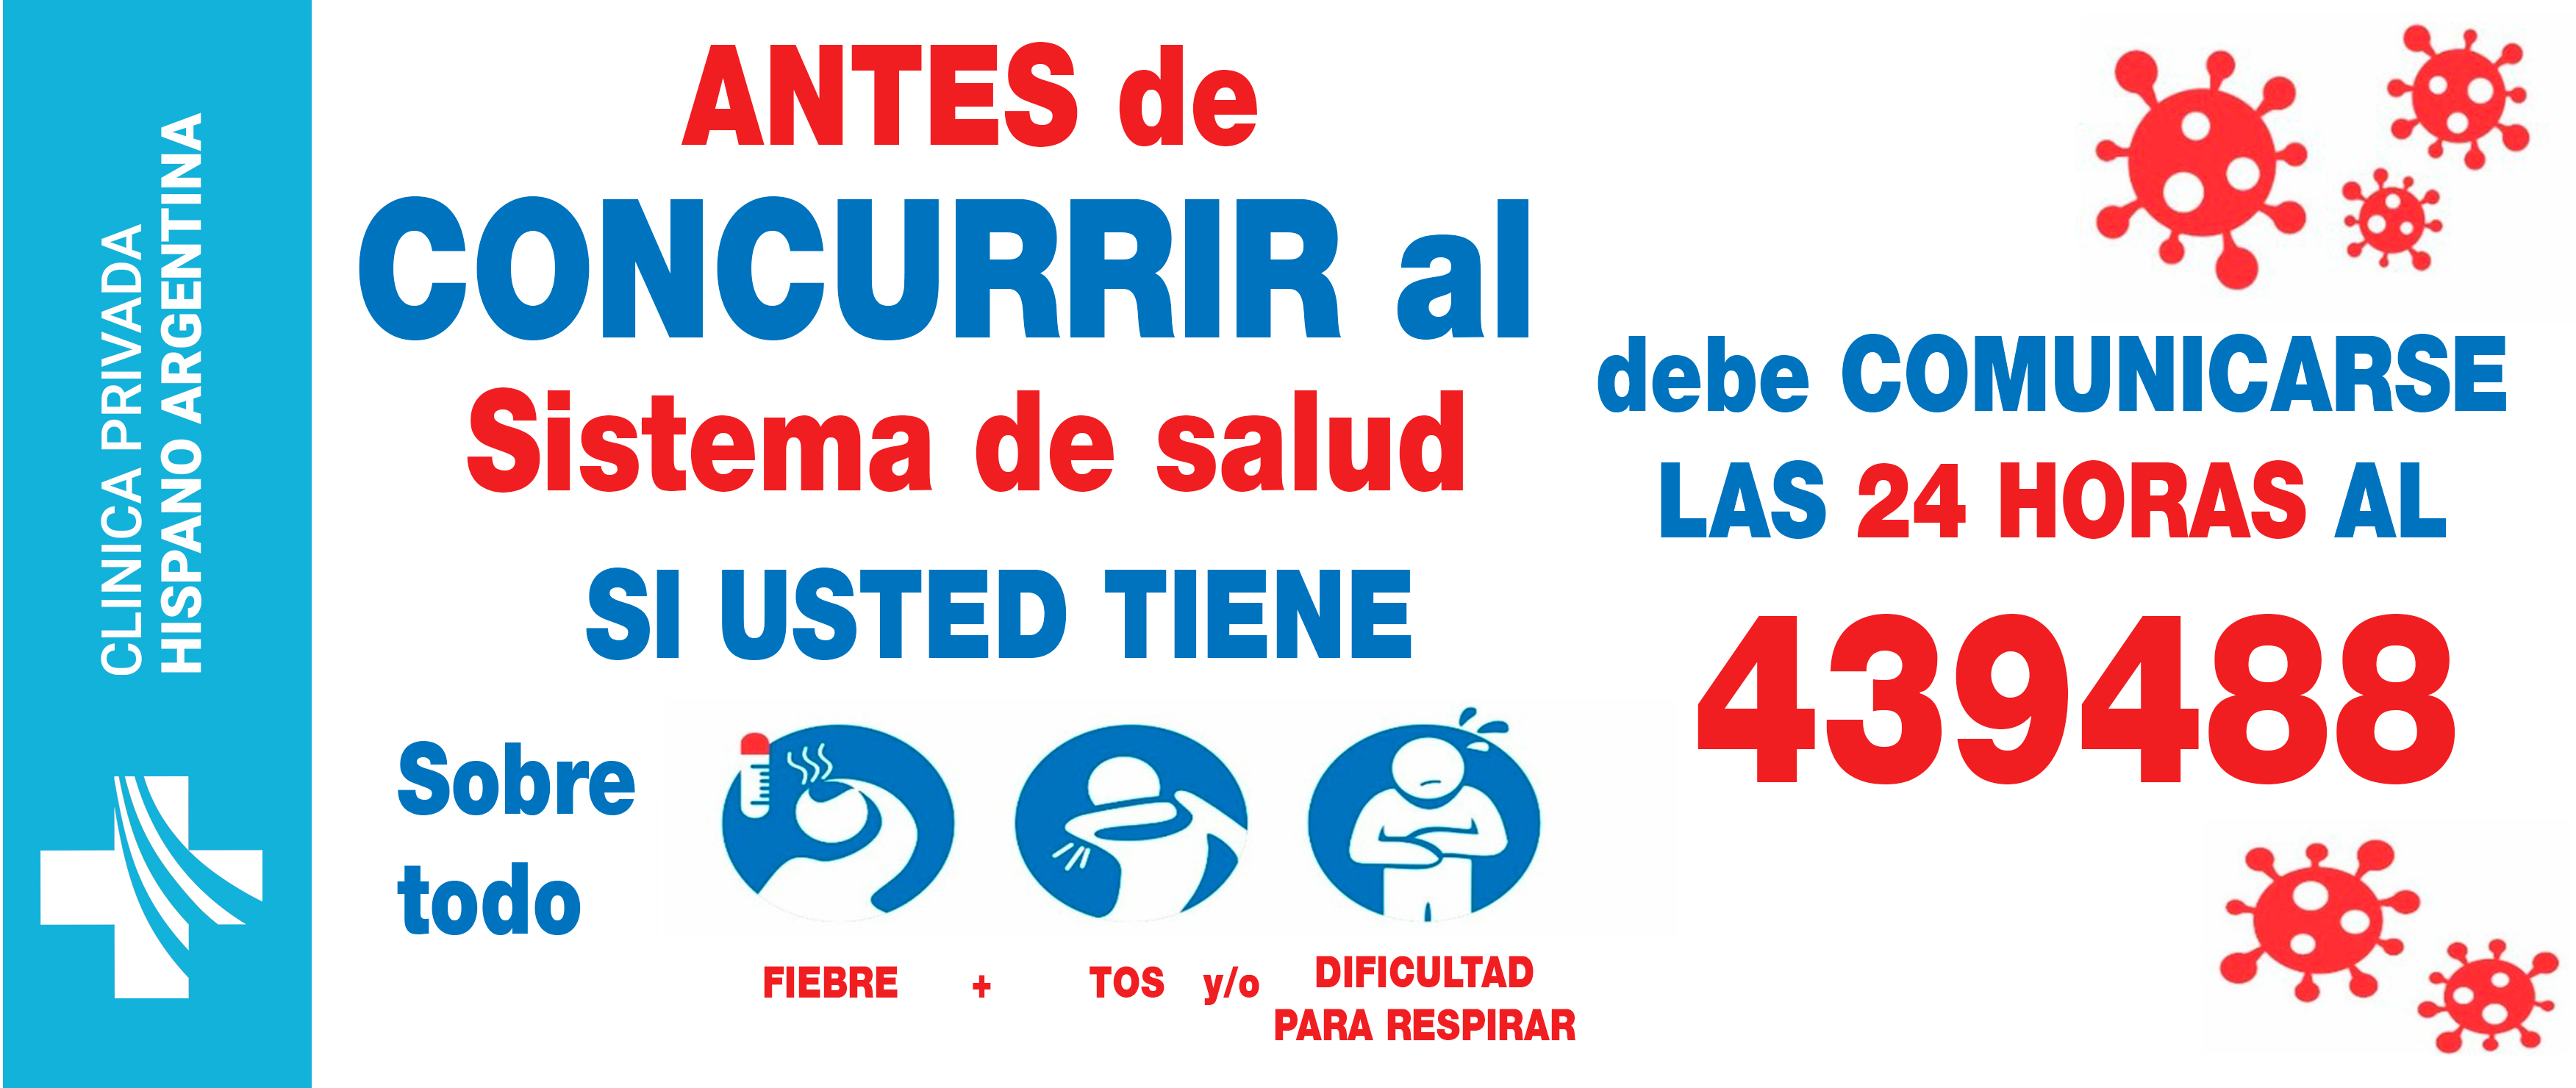 CLINICA PRIVADA
HISPANO ARGENTINA
ANTES de
CONCURRIR al
Sistema de salud
SI USTED TIENE
Sobre
todo
FIEBRE + TOS y/o DIFICULTAD
PARA RESPIRAR
debe COMUNICARSE
LAS 24 HORAS AL
439488